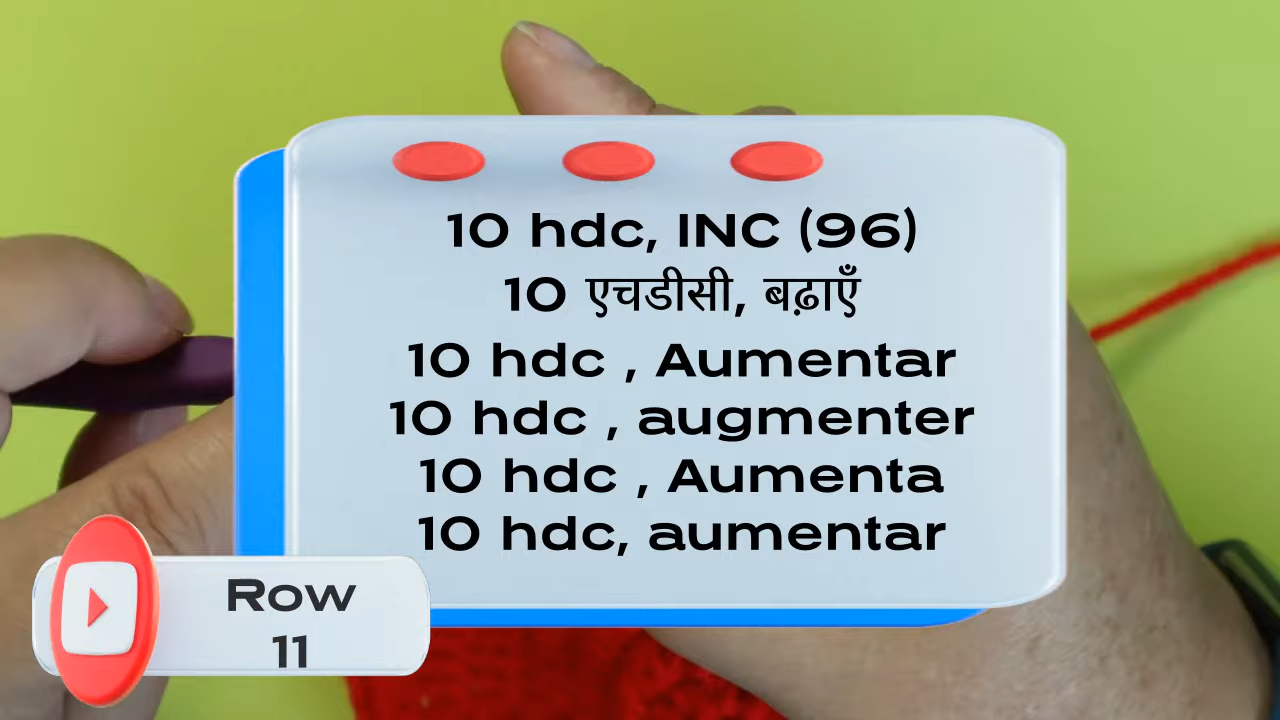 10 hdc, INC (96)
10 एचडीसी, बढ़ाएँ
10 hdc , Aumentar
10 hdc , augmenter
10 hdc , Aumenta
10 hdc, aumentar
Row
11